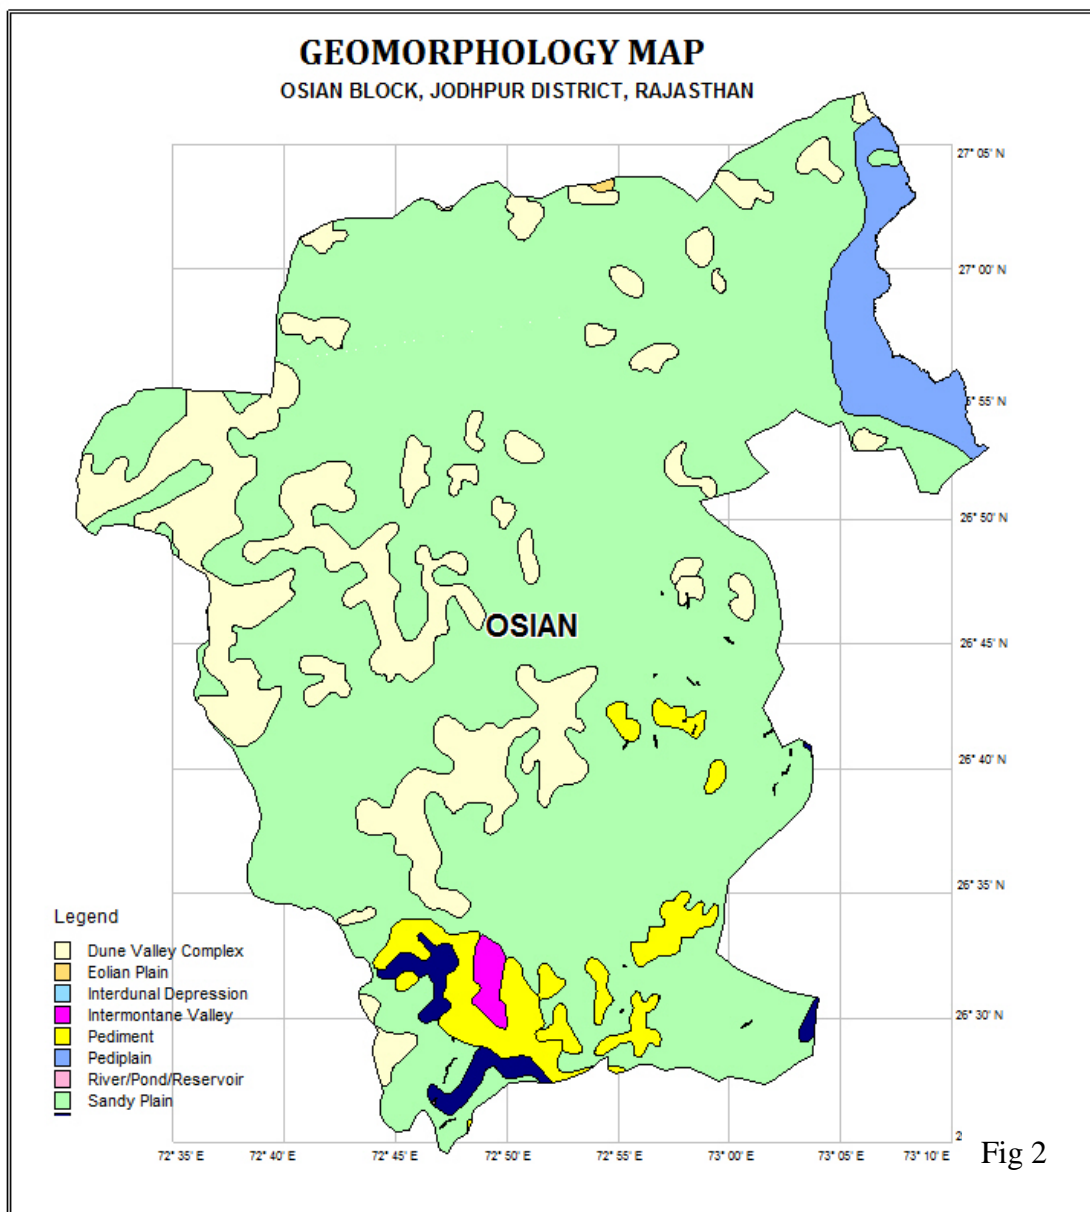 GEOMORPHOLOGY MAP
OSIAN BLOCK, JODHPUR DISTRICT, RAJASTHAN
27° 05' N
27° 00' N
5° 55' N
26° 50' N
OSIAN
26° 45' N
26° 40' N
26° 35' N
Legend
Dune Valley Complex
Eolian Plain
Interdunal Depression
Intermontane Valley
26° 30' N
Pediment
Pediplain
River/Pond/Reservoir
Sandy Plain
2
72° 35' E
72° 40' E
72° 45' E
72° 50' E
72° 55' E
73° 00' E
73° 05' E
73° 10' E
Fig 2